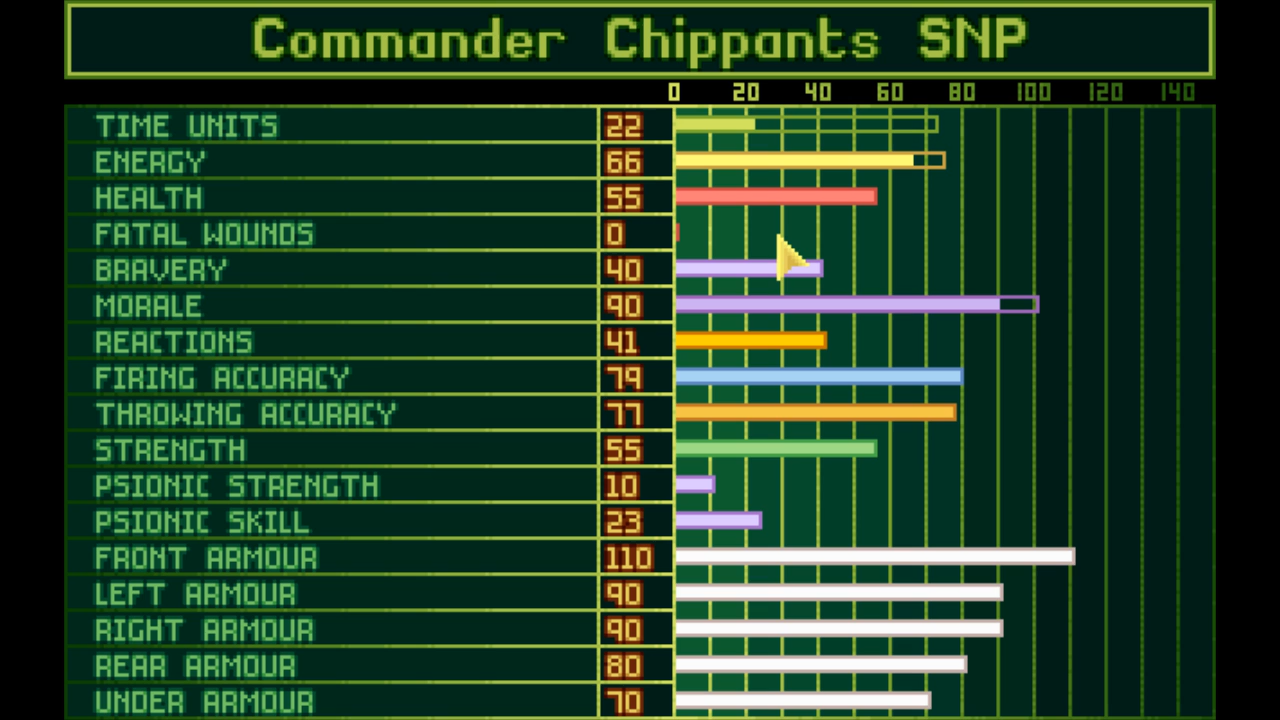 Commander Chippants SNP
0 20 40 60 80 100 120 140
TIME UNITS 22
ENERGY 66
HEALTH 55
FATAL WOUNDS 0
BRAVERY 40
MORALE 90
REACTIONS 41
FIRING ACCURACY 79
THROWING ACCURACY 77
STRENGTH 55
PSIONIC STRENGTH 10
PSIONIC SKILL 23
FRONT ARMOUR 110
LEFT ARMOUR 90
RIGHT ARMOUR 90
REAR ARMOUR 80
UNDER ARMOUR 70